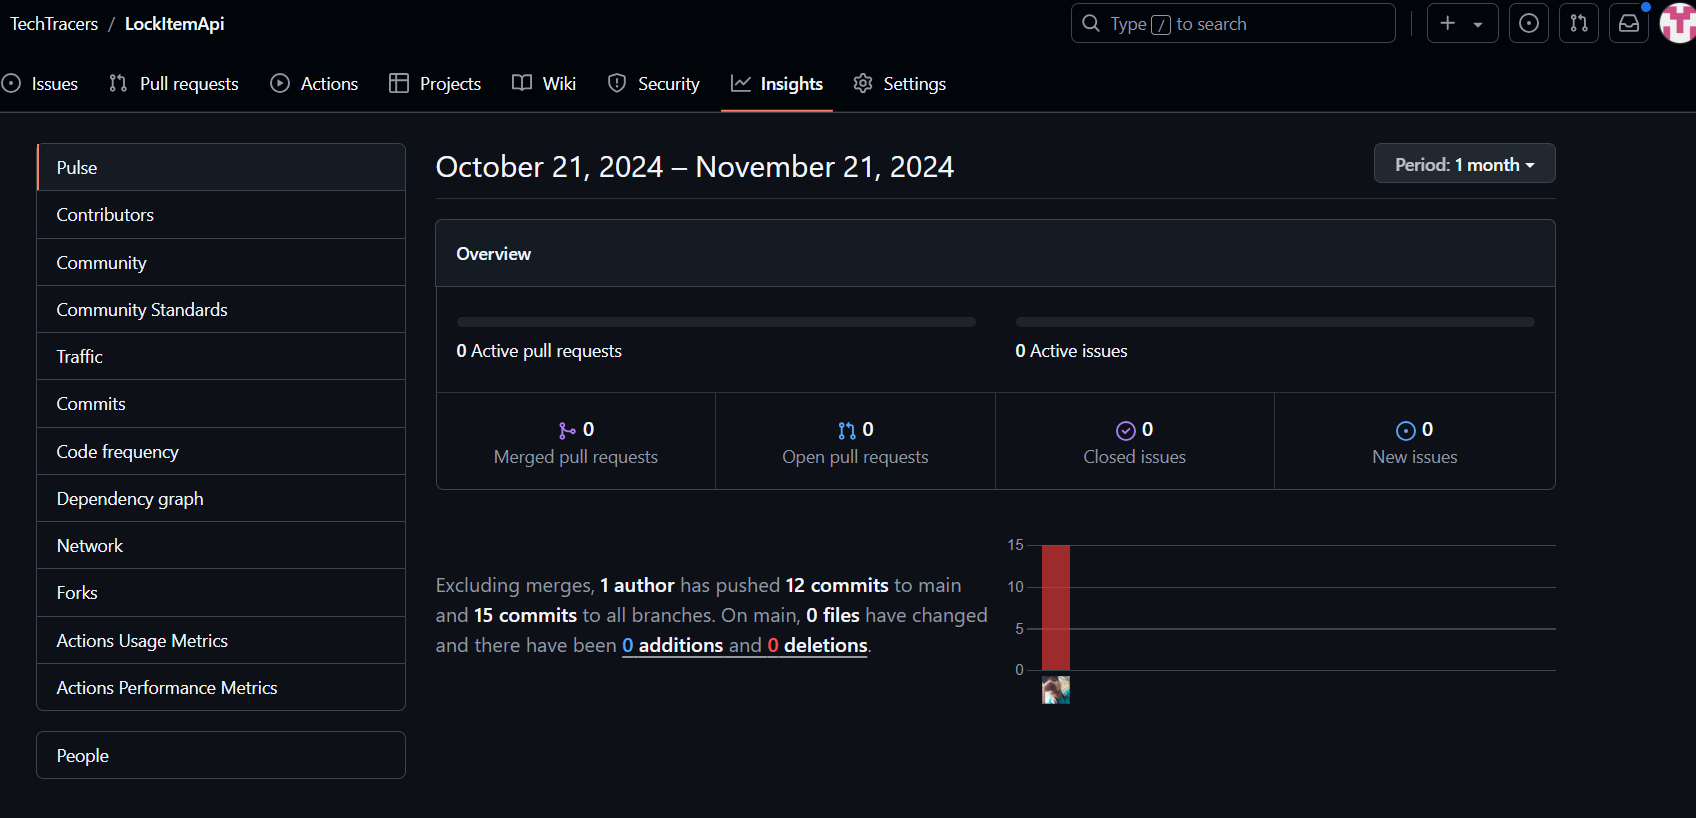 TechTracers / LockItemApi
Type / to search
Issues Pull requests Actions Projects Wiki Security Insights Settings
Pulse
Contributors
Community
Community Standards
Traffic
Commits
Code frequency
Dependency graph
Network
Forks
Actions Usage Metrics
Actions Performance Metrics
People
October 21, 2024 – November 21, 2024
Period: 1 month
Overview
0 Active pull requests
0 Active issues
0
Merged pull requests
0
Open pull requests
0
Closed issues
0
New issues
Excluding merges, 1 author has pushed 12 commits to main
and 15 commits to all branches. On main, 0 files have changed
and there have been 0 additions and 0 deletions.
15
10
5
0